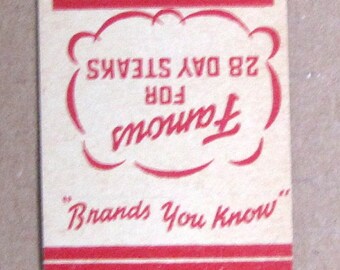 Famous
FOR
28 DAY STEAKS
"Brands You Know"